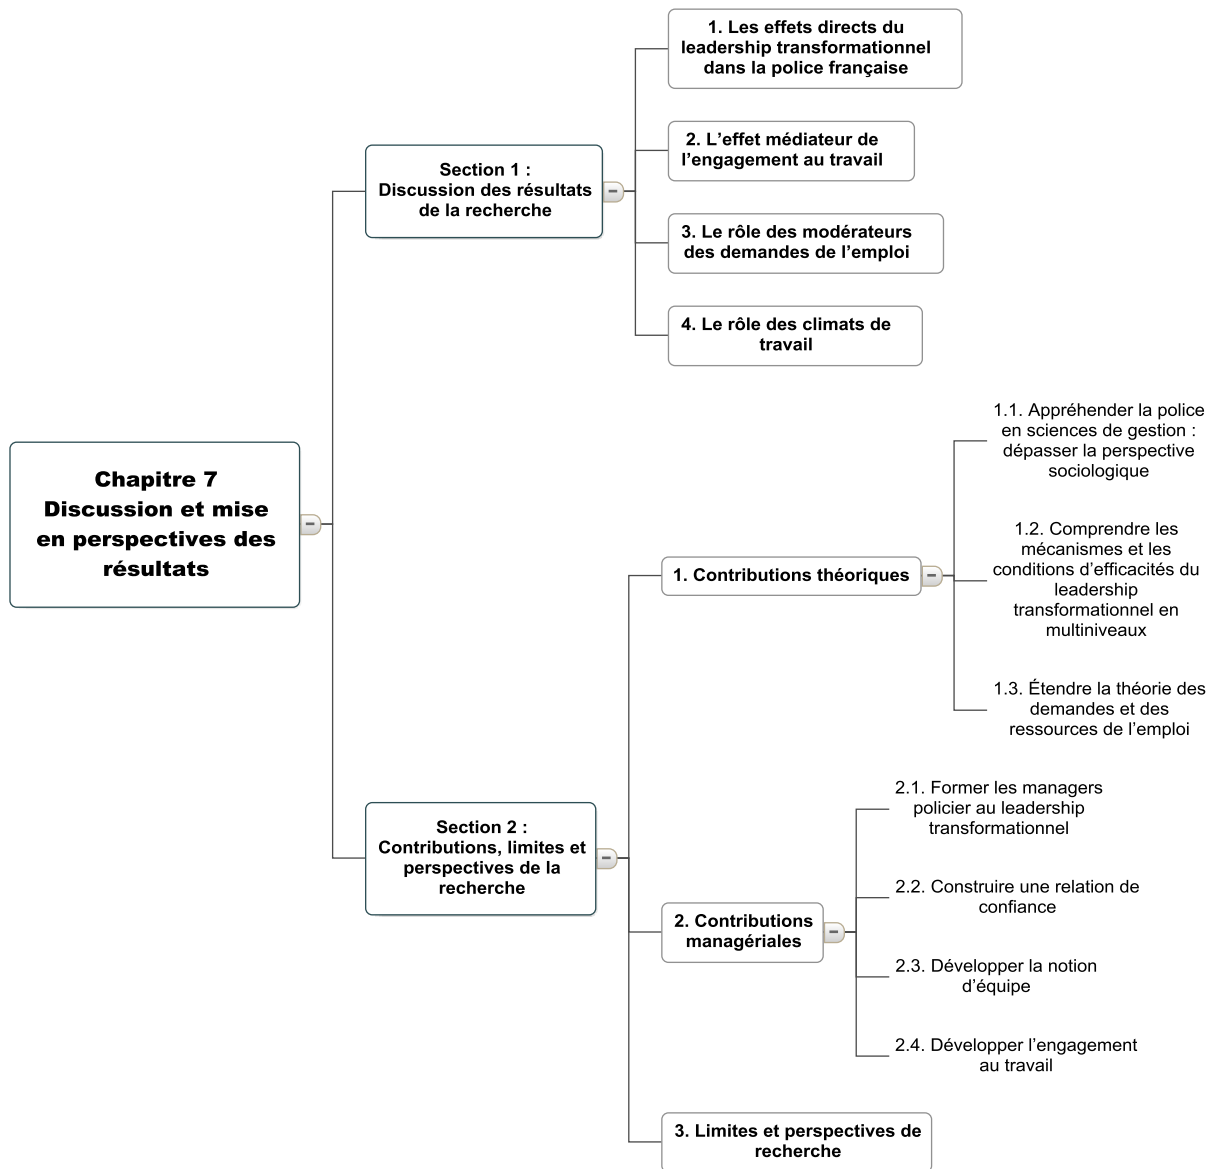 Chapitre 7
Discussion et mise
en perspectives des
résultats
Section 1 :
Discussion des résultats
de la recherche
1. Les effets directs du
leadership transformationnel
dans la police française
2. L’effet médiateur de
l’engagement au travail
3. Le rôle des modérateurs
des demandes de l’emploi
4. Le rôle des climats de
travail
Section 2 :
Contributions, limites et
perspectives de la
recherche
1. Contributions théoriques
1.1. Appréhender la police
en sciences de gestion :
dépasser la perspective
sociologique
1.2. Comprendre les
mécanismes et les
conditions d’efficacités du
leadership
transformationnel en
multiniveaux
1.3. Étendre la théorie des
demandes et des
ressources de l’emploi
2. Contributions
managériales
2.1. Former les managers
policier au leadership
transformationnel
2.2. Construire une relation de
confiance
2.3. Développer la notion
d’équipe
2.4. Développer l’engagement
au travail
3. Limites et perspectives de
recherche